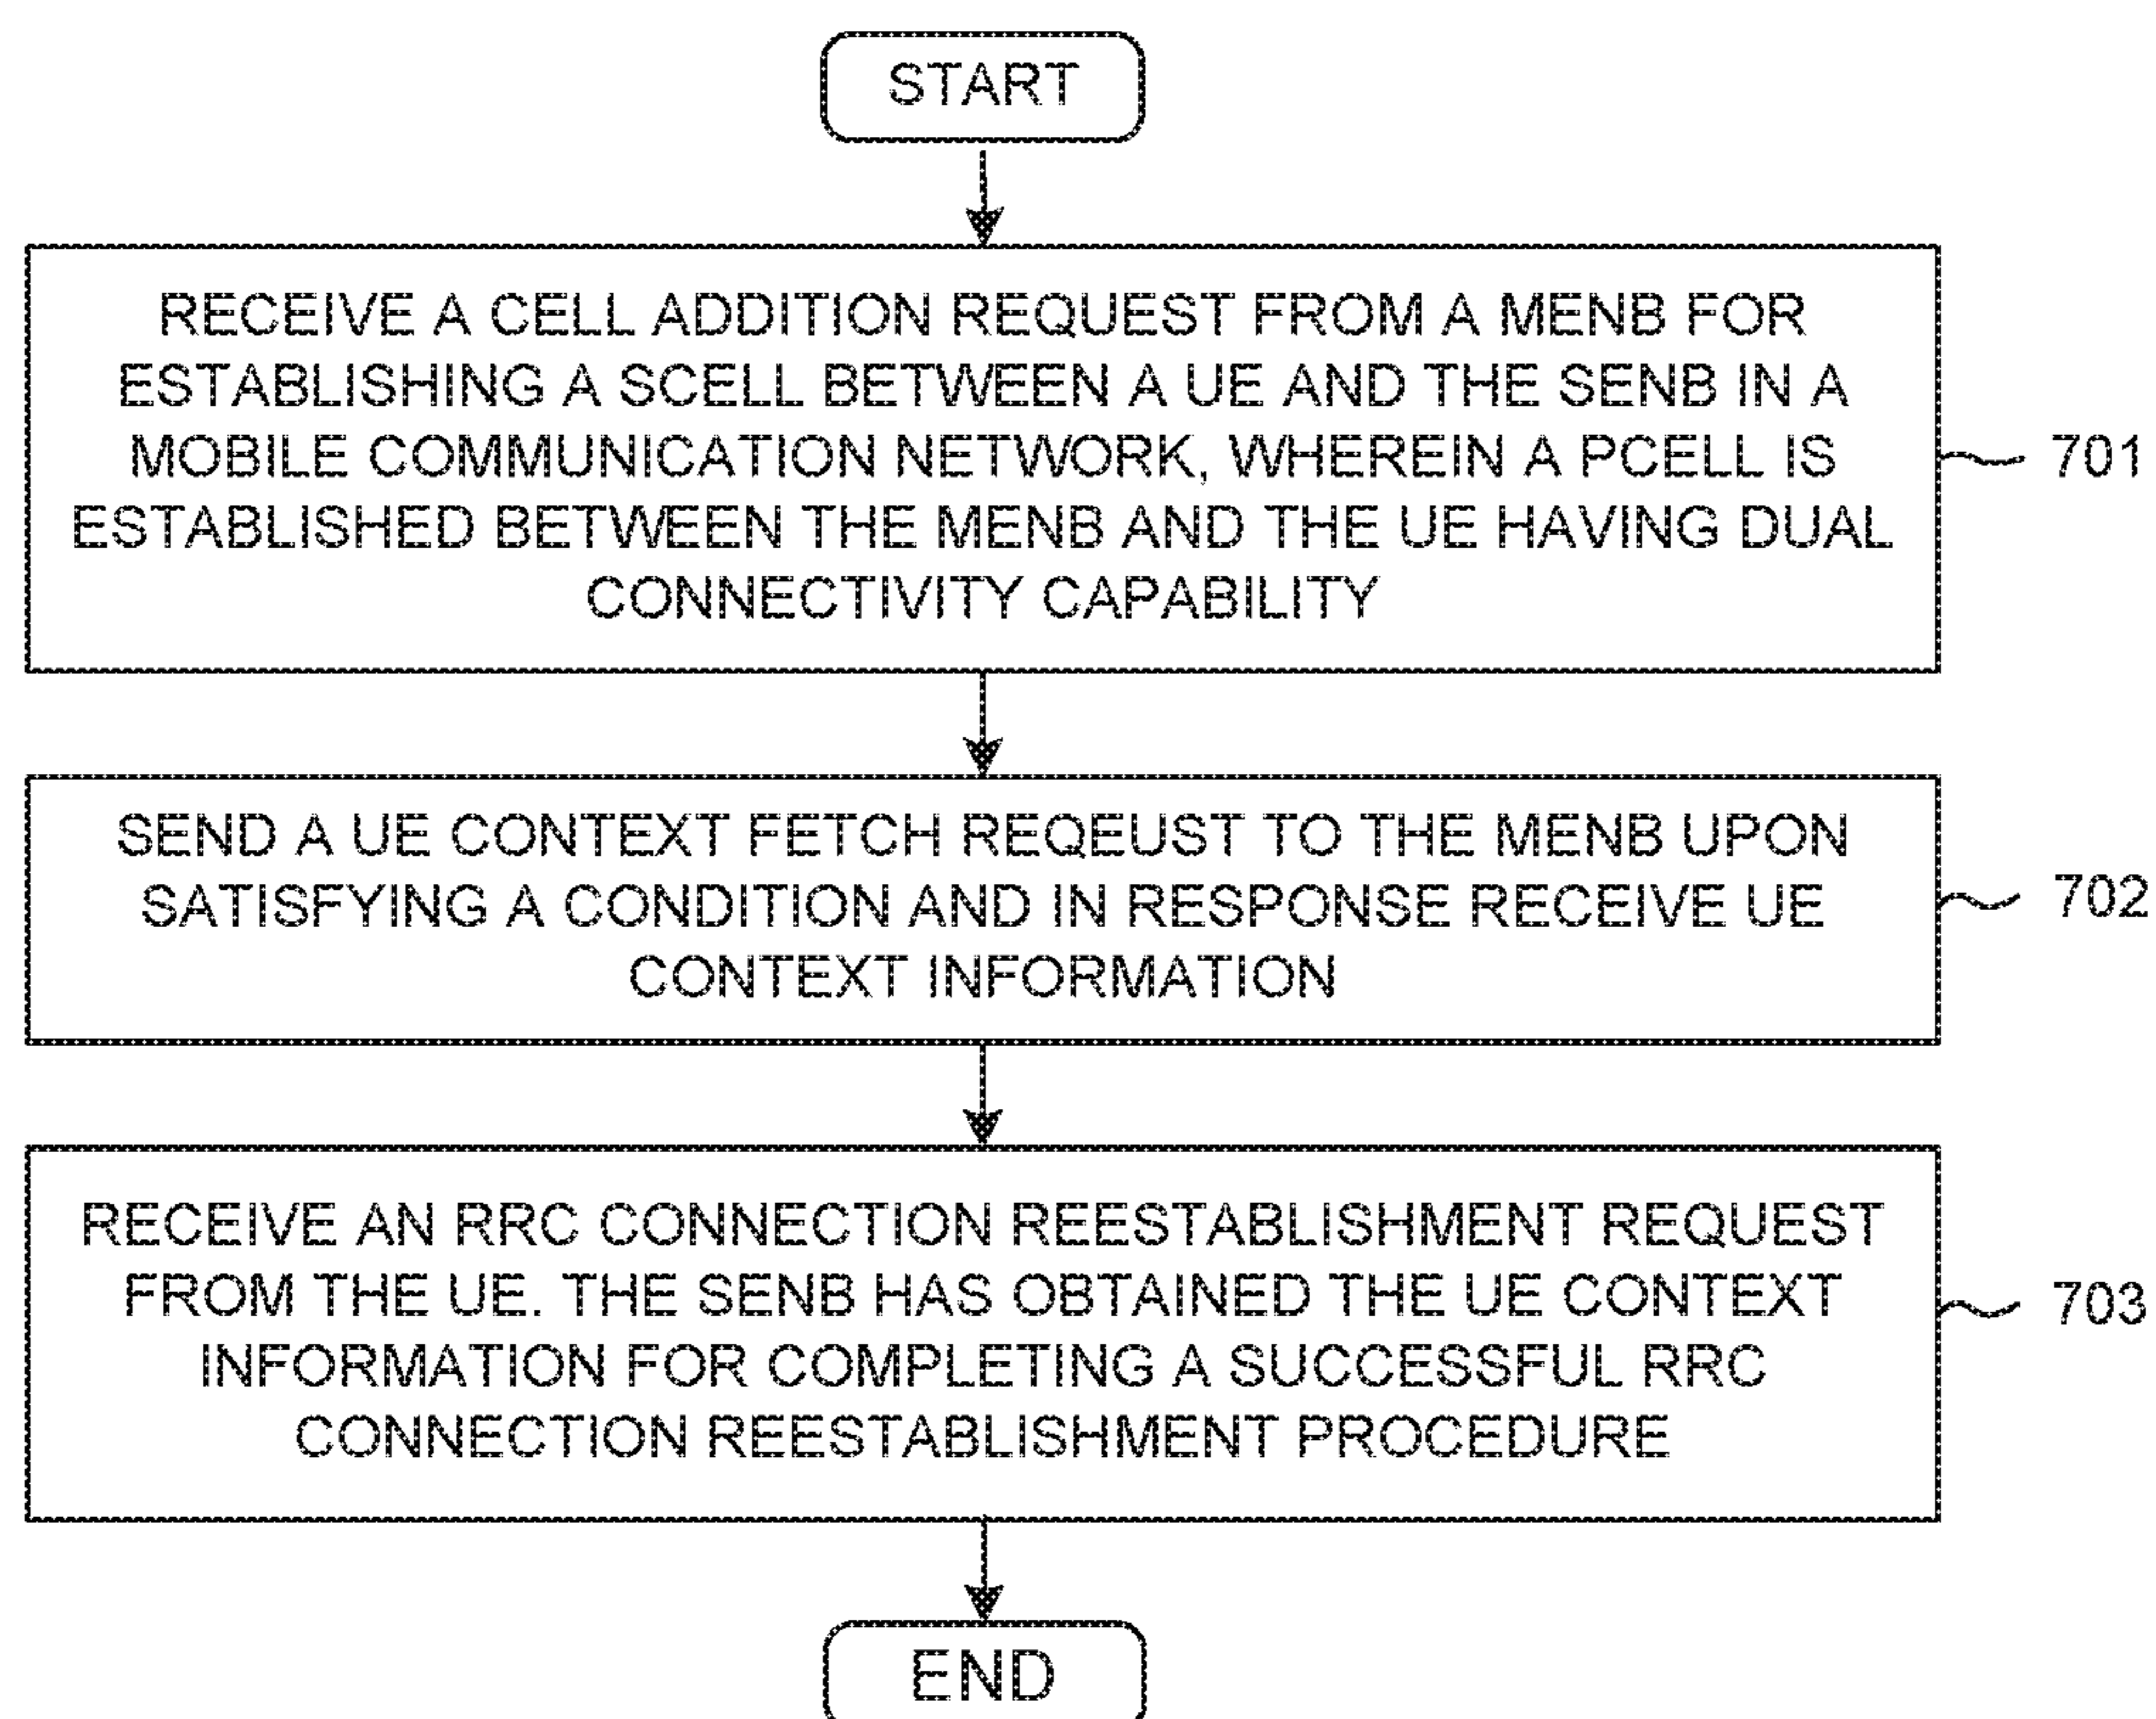 START
RECEIVE A CELL ADDITION REQUEST FROM A MENB FOR
ESTABLISHING A SCELL BETWEEN A UE AND THE SENB IN A
MOBILE COMMUNICATION NETWORK, WHEREIN A PCELL IS
ESTABLISHED BETWEEN THE MENB AND THE UE HAVING DUAL
CONNECTIVITY CAPABILITY
701
SEND A UE CONTEXT FETCH REQEUST TO THE MENB UPON
SATISFYING A CONDITION AND IN RESPONSE RECEIVE UE
CONTEXT INFORMATION
702
RECEIVE AN RRC CONNECTION REESTABLISHMENT REQUEST
FROM THE UE. THE SENB HAS OBTAINED THE UE CONTEXT
INFORMATION FOR COMPLETING A SUCCESSFUL RRC
CONNECTION REESTABLISHMENT PROCEDURE
703
END